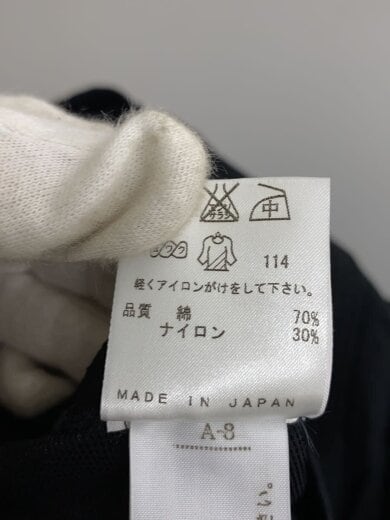 中
114
軽くアイロンがけをして下さい。
品質 綿 70%
ナイロン 30%
MADE IN JAPAN
A-8